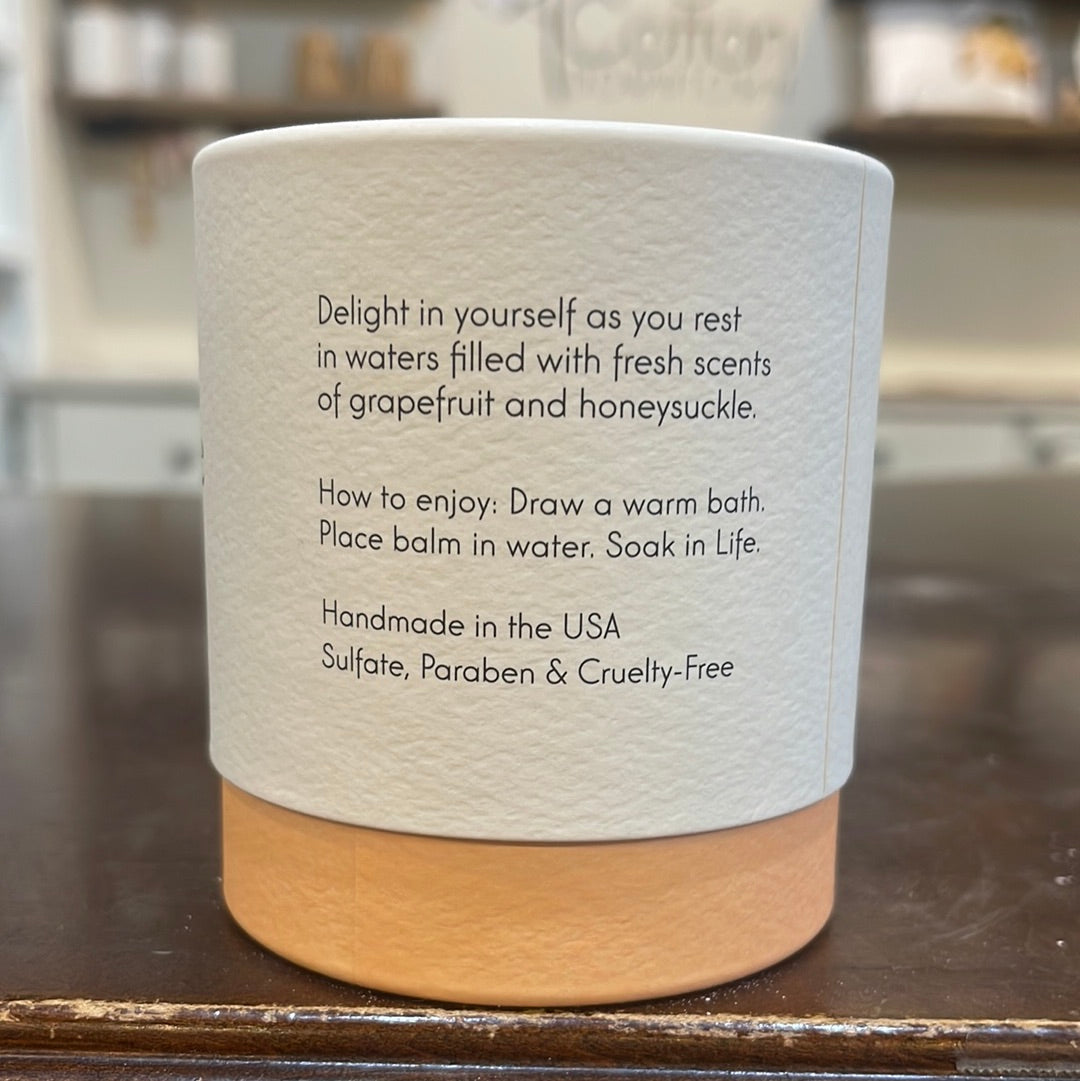 Delight in yourself as you rest
in waters filled with fresh scents
of grapefruit and honeysuckle.
How to enjoy: Draw a warm bath.
Place balm in water. Soak in Life.
Handmade in the USA
Sulfate, Paraben & Cruelty-Free